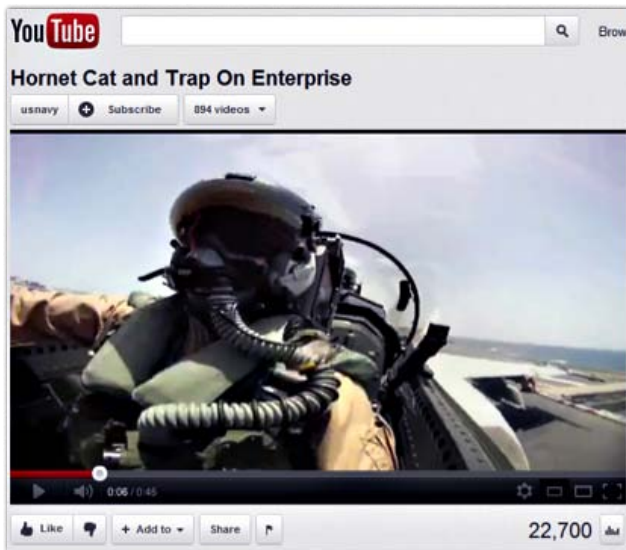 YouTube
Brow
Hornet Cat and Trap On Enterprise
usnavy Subscribe 894 videos
0:06 / 0:45
Like Add to Share 22,700